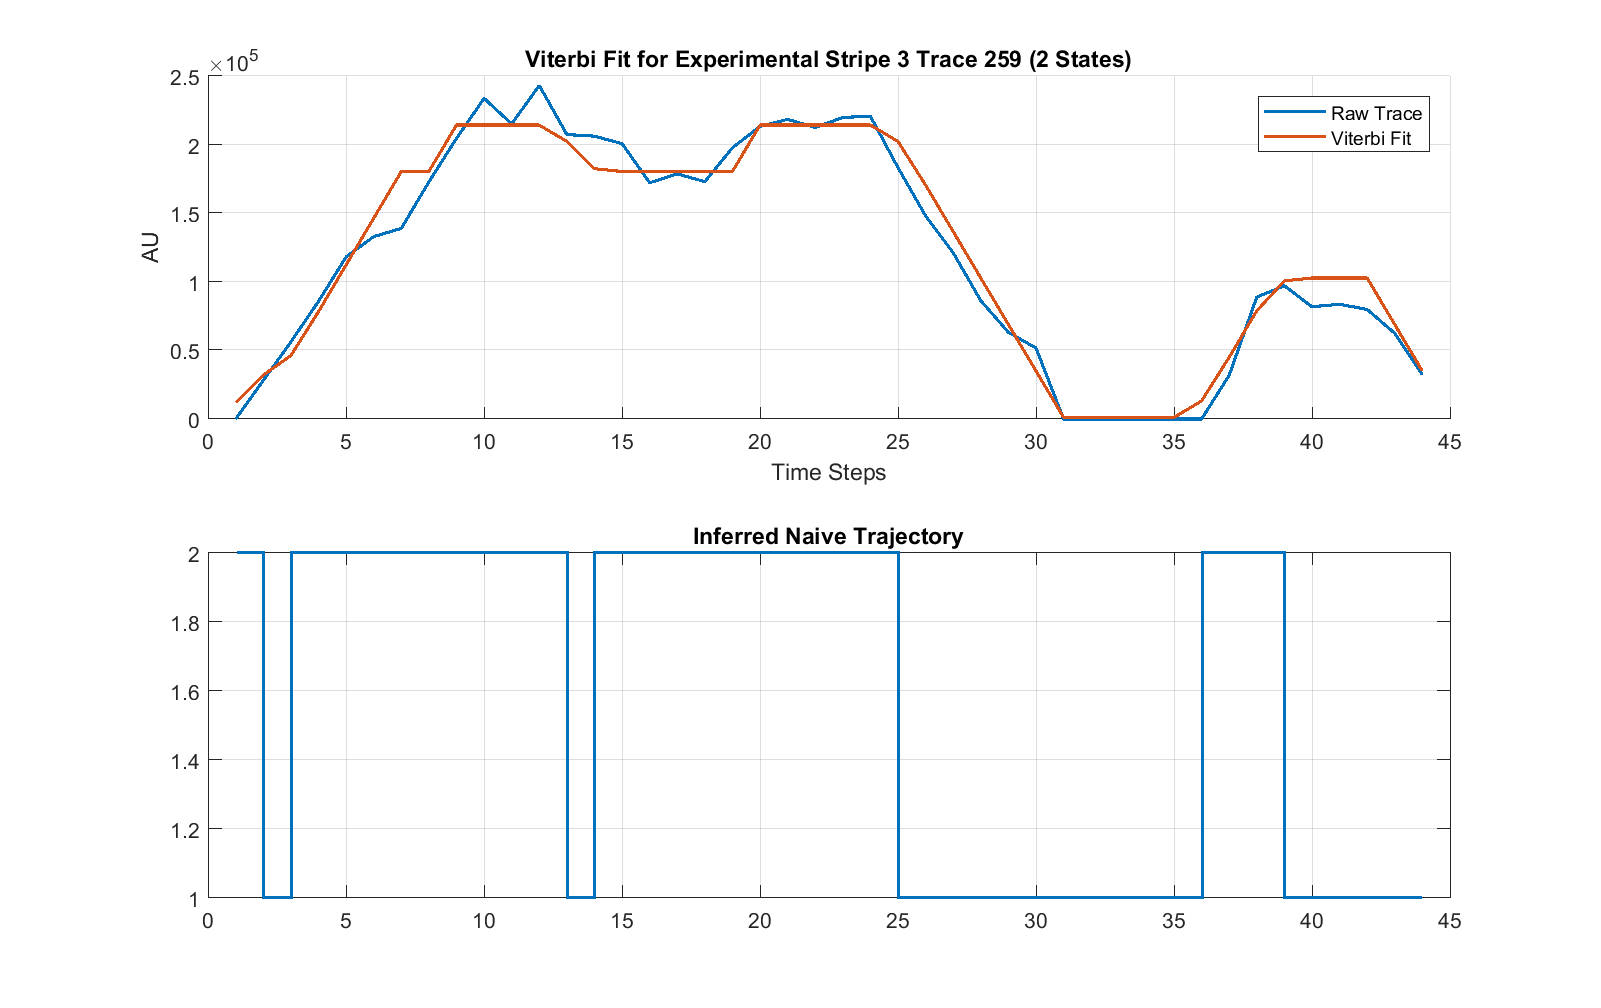 Viterbi Fit for Experimental Stripe 3 Trace 259 (2 States)
×10^5
2.5
2
1.5
1
0.5
0
AU
Raw Trace
Viterbi Fit
0 5 10 15 20 25 30 35 40 45
Time Steps
Inferred Naive Trajectory
2
1.8
1.6
1.4
1.2
1
0 5 10 15 20 25 30 35 40 45